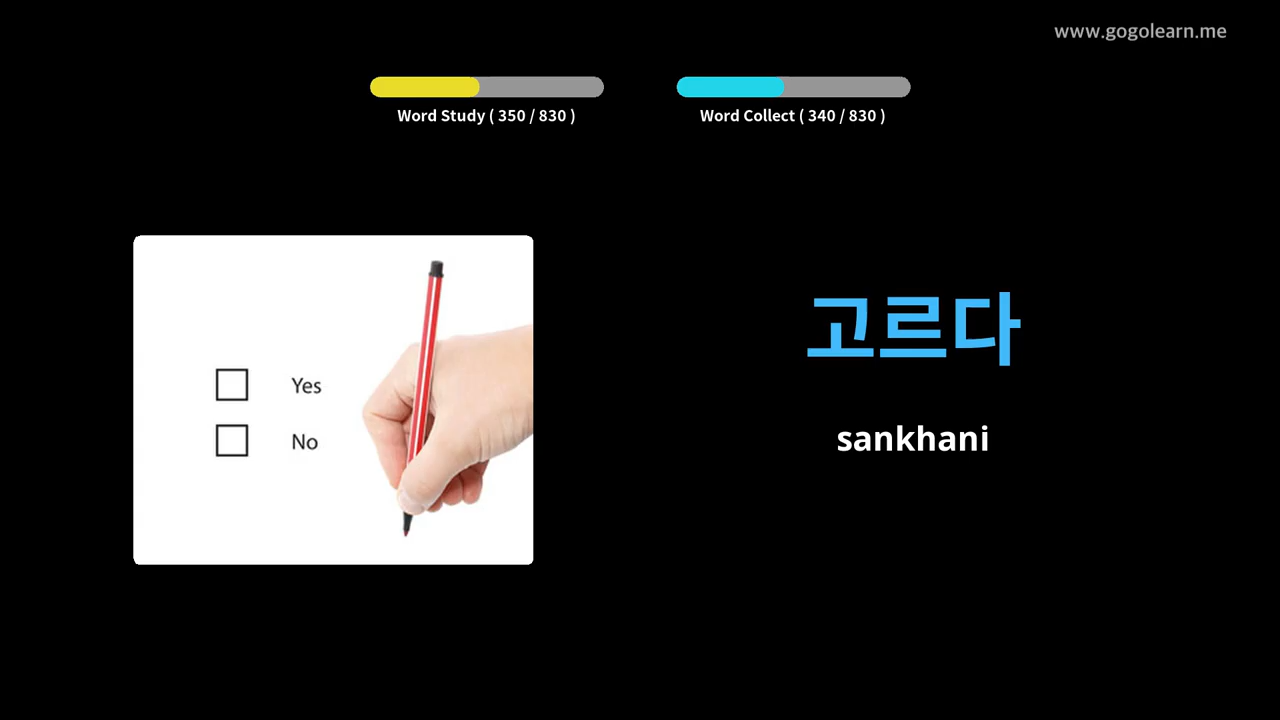 www.gogolearn.me
Word Study ( 350 / 830 )
Word Collect ( 340 / 830 )
Yes
No
고르다
sankhani